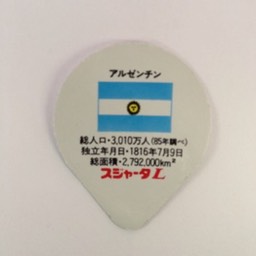 アルゼンチン
総人口・3,010万人(85年調べ)
独立年月日・1816年7月9日
総面積・2,792,000km²
スジャータL